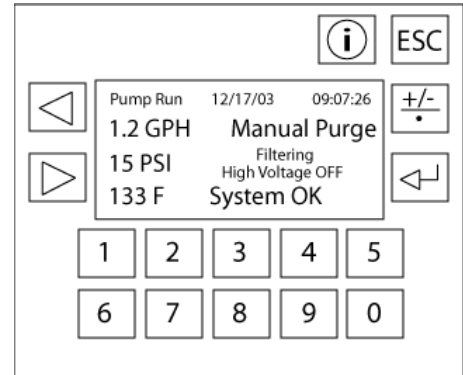 i ESC
Pump Run 12/17/03 09:07:26
+/-
.
1.2 GPH Manual Purge
15 PSI Filtering
High Voltage OFF
133 F System OK
1 2 3 4 5
6 7 8 9 0